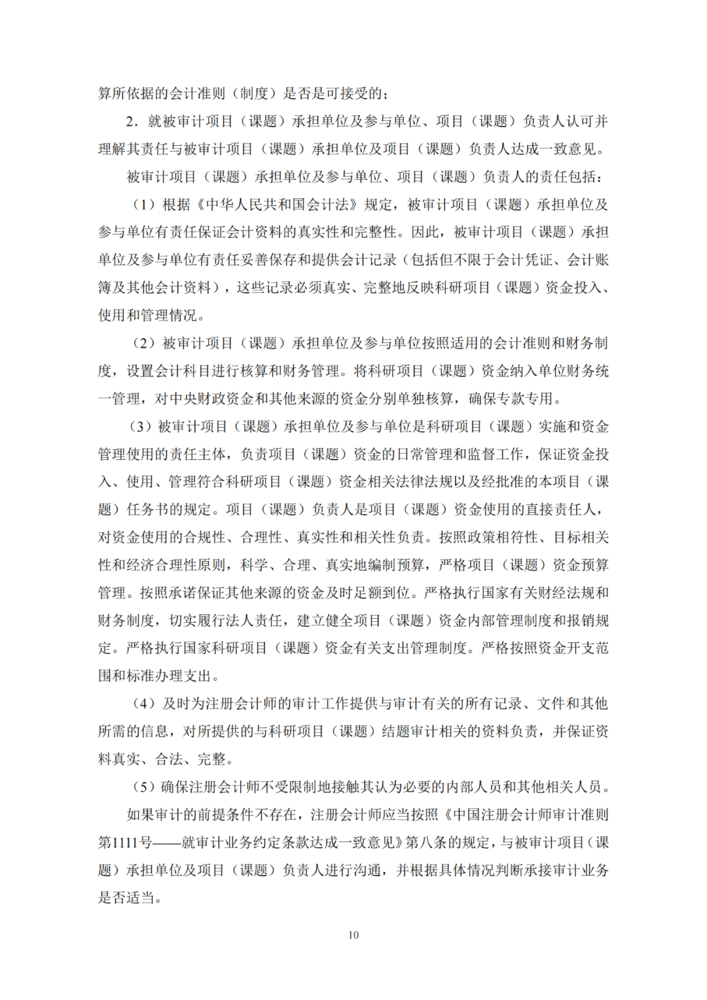 算所依据的会计准则（制度）是否是可接受的；
2．就被审计项目（课题）承担单位及参与单位、项目（课题）负责人认可并
理解其责任与被审计项目（课题）承担单位及项目（课题）负责人达成一致意见。
被审计项目（课题）承担单位及参与单位、项目（课题）负责人的责任包括：
（1）根据《中华人民共和国会计法》规定，被审计项目（课题）承担单位及
参与单位有责任保证会计资料的真实性和完整性。因此，被审计项目（课题）承担
单位及参与单位有责任妥善保存和提供会计记录（包括但不限于会计凭证、会计账
簿及其他会计资料），这些记录必须真实、完整地反映科研项目（课题）资金投入、
使用和管理情况。
（2）被审计项目（课题）承担单位及参与单位按照适用的会计准则和财务制
度，设置会计科目进行核算和财务管理。将科研项目（课题）资金纳入单位财务统
一管理，对中央财政资金和其他来源的资金分别单独核算，确保专款专用。
（3）被审计项目（课题）承担单位及参与单位是科研项目（课题）实施和资金
管理使用的责任主体，负责项目（课题）资金的日常管理和监督工作，保证资金投
入、使用、管理符合科研项目（课题）资金相关法律法规以及经批准的本项目（课
题）任务书的规定。项目（课题）负责人是项目（课题）资金使用的直接责任人，
对资金使用的合规性、合理性、真实性和相关性负责。按照政策相符性、目标相关
性和经济合理性原则，科学、合理、真实地编制预算，严格项目（课题）资金预算
管理。按照承诺保证其他来源的资金及时足额到位。严格执行国家有关财经法规和
财务制度，切实履行法人责任，建立健全项目（课题）资金内部管理制度和报销规
定。严格执行国家科研项目（课题）资金有关支出管理制度。严格按照资金开支范
围和标准办理支出。
（4）及时为注册会计师的审计工作提供与审计有关的所有记录、文件和其他
所需的信息，对所提供的与科研项目（课题）结题审计相关的资料负责，并保证资
料真实、合法、完整。
（5）确保注册会计师不受限制地接触其认为必要的内部人员和其他相关人员。
如果审计的前提条件不存在，注册会计师应当按照《中国注册会计师审计准则
第1111号——就审计业务约定条款达成一致意见》第八条的规定，与被审计项目（课
题）承担单位及项目（课题）负责人进行沟通，并根据具体情况判断承接审计业务
是否适当。
10